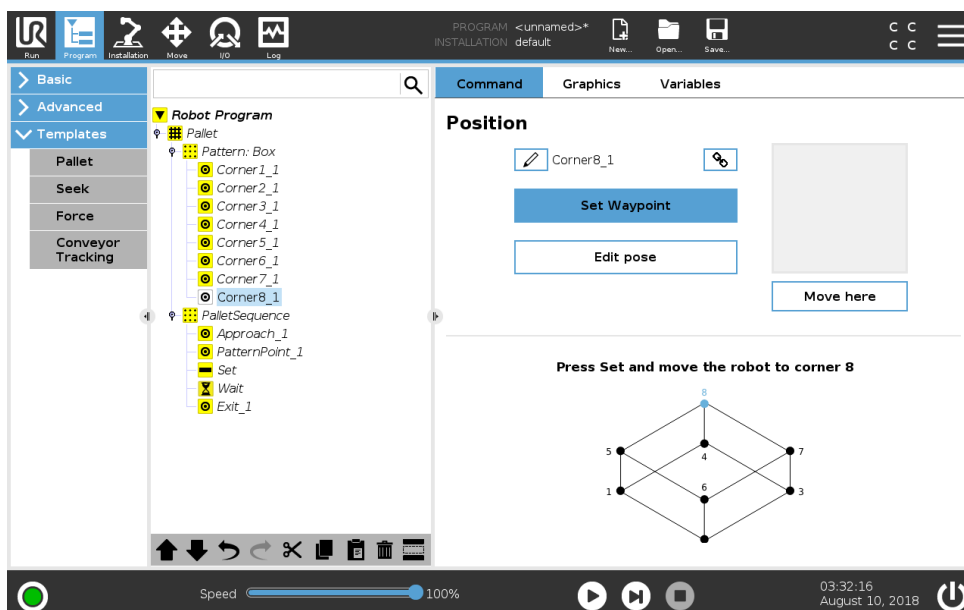 UR
PROGRAM <unnamed>*
INSTALLATION default
C C
C C
Run
Program
Installation
Move
I/O
Log
New...
Open...
Save...
Basic
Advanced
Templates
Pallet
Seek
Force
Conveyor
Tracking
Robot Program
Pallet
Pattern: Box
Corner1_1
Corner2_1
Corner3_1
Corner4_1
Corner5_1
Corner6_1
Corner7_1
Corner8_1
PalletSequence
Approach_1
PatternPoint_1
Set
Wait
Exit_1
Command Graphics Variables
Position
Corner8_1
Set Waypoint
Edit pose
Move here
Press Set and move the robot to corner 8
8
5
4
7
1
6
3
Speed 100%
03:32:16
August 10, 2018